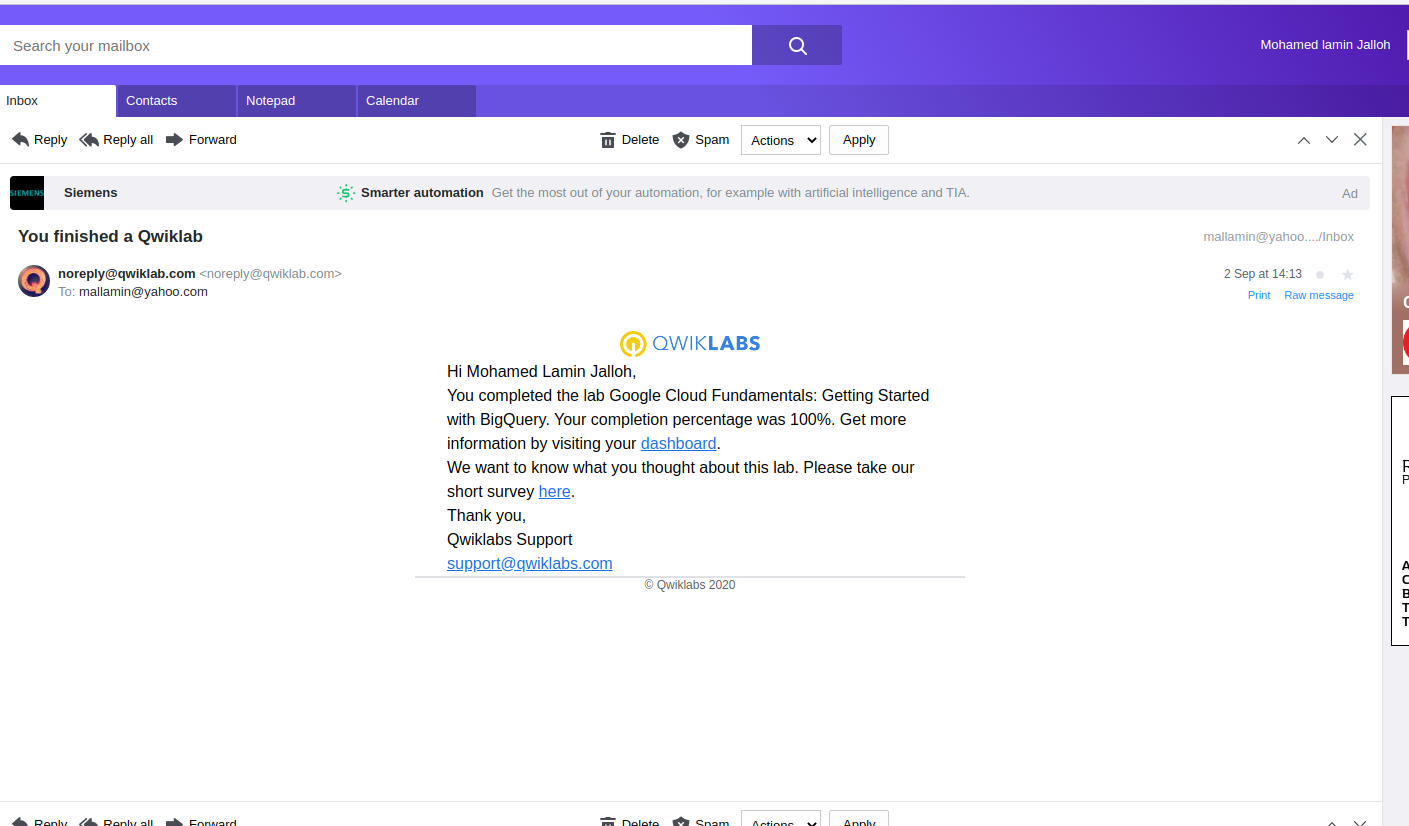 Search your mailbox
Mohamed lamin Jalloh
Inbox Contacts Notepad Calendar
Reply Reply all Forward Delete Spam Actions Apply
SIEMENS Siemens Smarter automation Get the most out of your automation, for example with artificial intelligence and TIA. Ad
You finished a Qwiklab mallamin@yahoo..../Inbox
noreply@qwiklab.com <noreply@qwiklab.com> 2 Sep at 14:13
To: mallamin@yahoo.com Print Raw message
QWIKLABS
Hi Mohamed Lamin Jalloh,
You completed the lab Google Cloud Fundamentals: Getting Started
with BigQuery. Your completion percentage was 100%. Get more
information by visiting your dashboard.
We want to know what you thought about this lab. Please take our
short survey here.
Thank you,
Qwiklabs Support
support@qwiklabs.com
© Qwiklabs 2020
Reply Reply all Forward Delete Spam Actions Apply